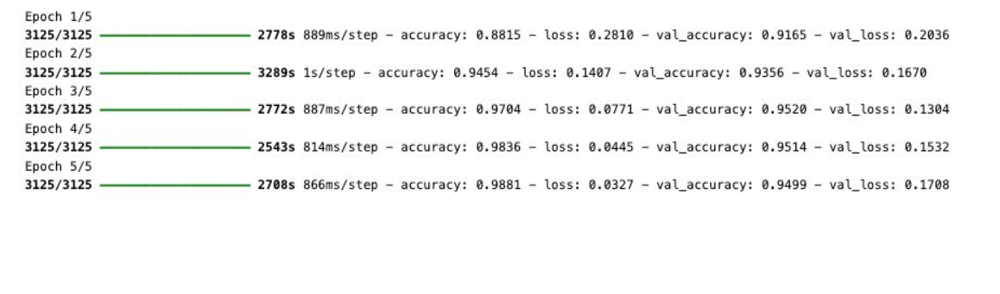 Epoch 1/5
3125/3125 ━━━━━━━━━━━━━━━━━━━━ 2778s 889ms/step – accuracy: 0.8815 – loss: 0.2810 – val_accuracy: 0.9165 – val_loss: 0.2036
Epoch 2/5
3125/3125 ━━━━━━━━━━━━━━━━━━━━ 3289s 1s/step – accuracy: 0.9454 – loss: 0.1407 – val_accuracy: 0.9356 – val_loss: 0.1670
Epoch 3/5
3125/3125 ━━━━━━━━━━━━━━━━━━━━ 2772s 887ms/step – accuracy: 0.9704 – loss: 0.0771 – val_accuracy: 0.9520 – val_loss: 0.1304
Epoch 4/5
3125/3125 ━━━━━━━━━━━━━━━━━━━━ 2543s 814ms/step – accuracy: 0.9836 – loss: 0.0445 – val_accuracy: 0.9514 – val_loss: 0.1532
Epoch 5/5
3125/3125 ━━━━━━━━━━━━━━━━━━━━ 2708s 866ms/step – accuracy: 0.9881 – loss: 0.0327 – val_accuracy: 0.9499 – val_loss: 0.1708